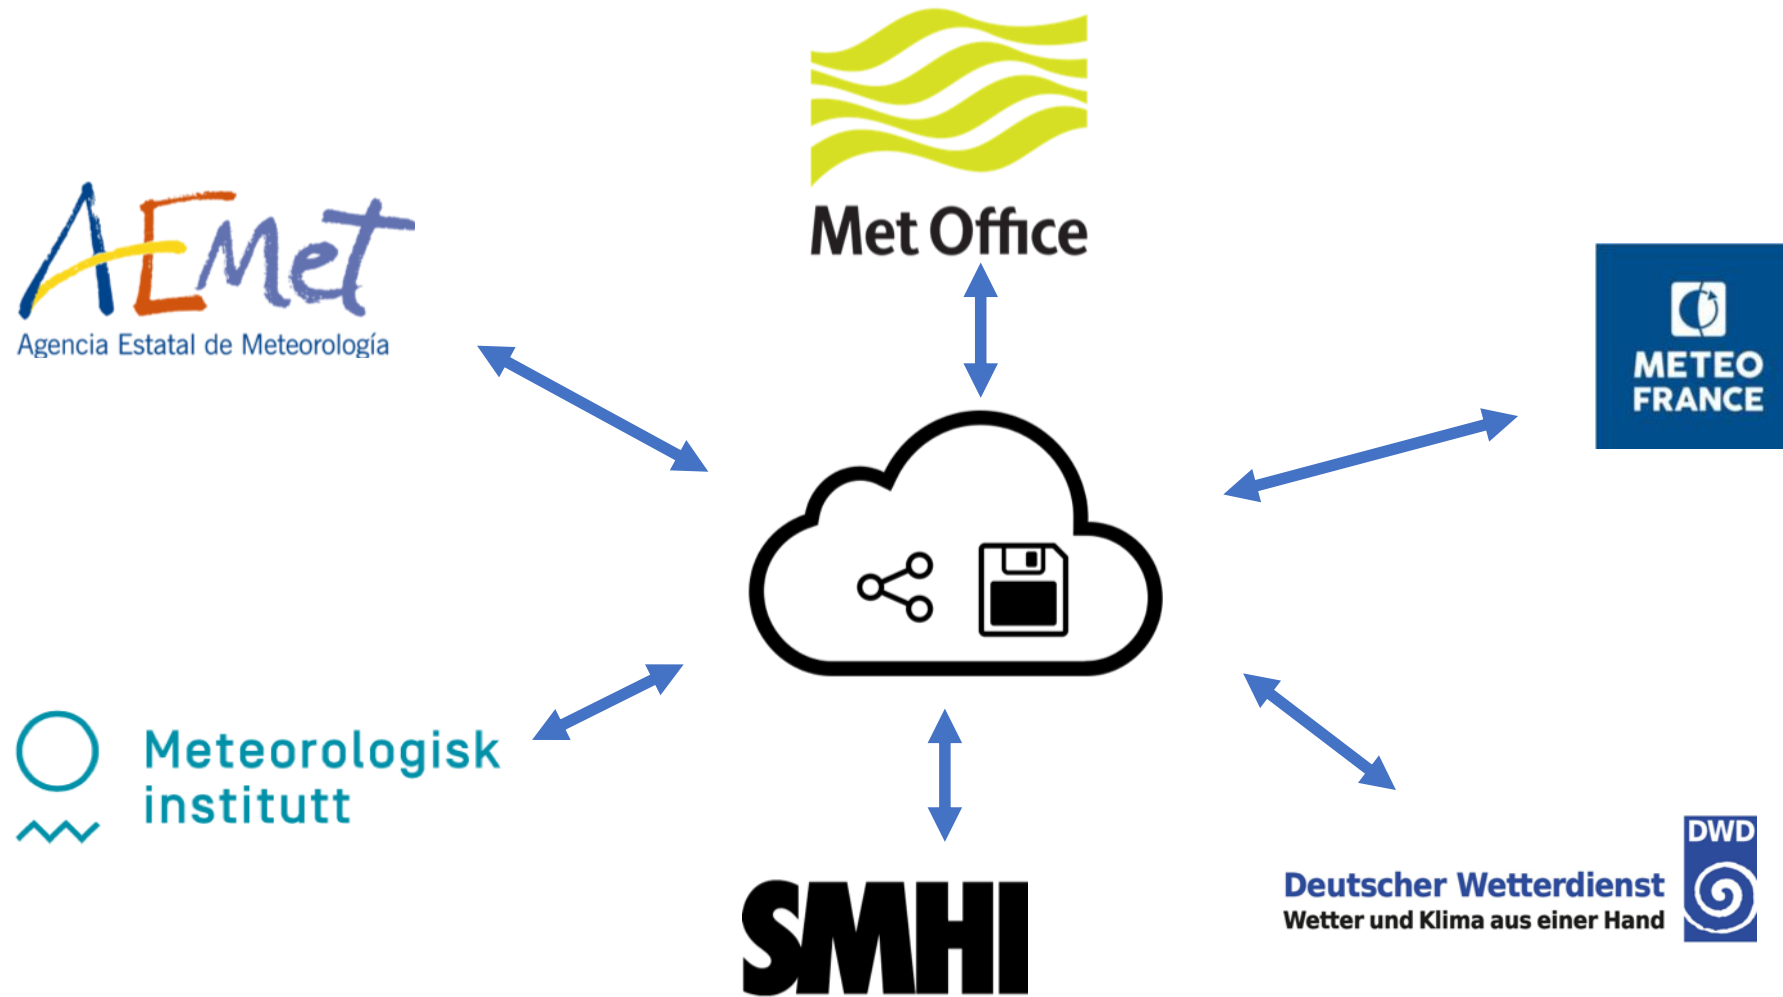 Met Office
AEMet
Agencia Estatal de Meteorología
METEO
FRANCE
Meteorologisk
institutt
DWD
Deutscher Wetterdienst
Wetter und Klima aus einer Hand
SMHI